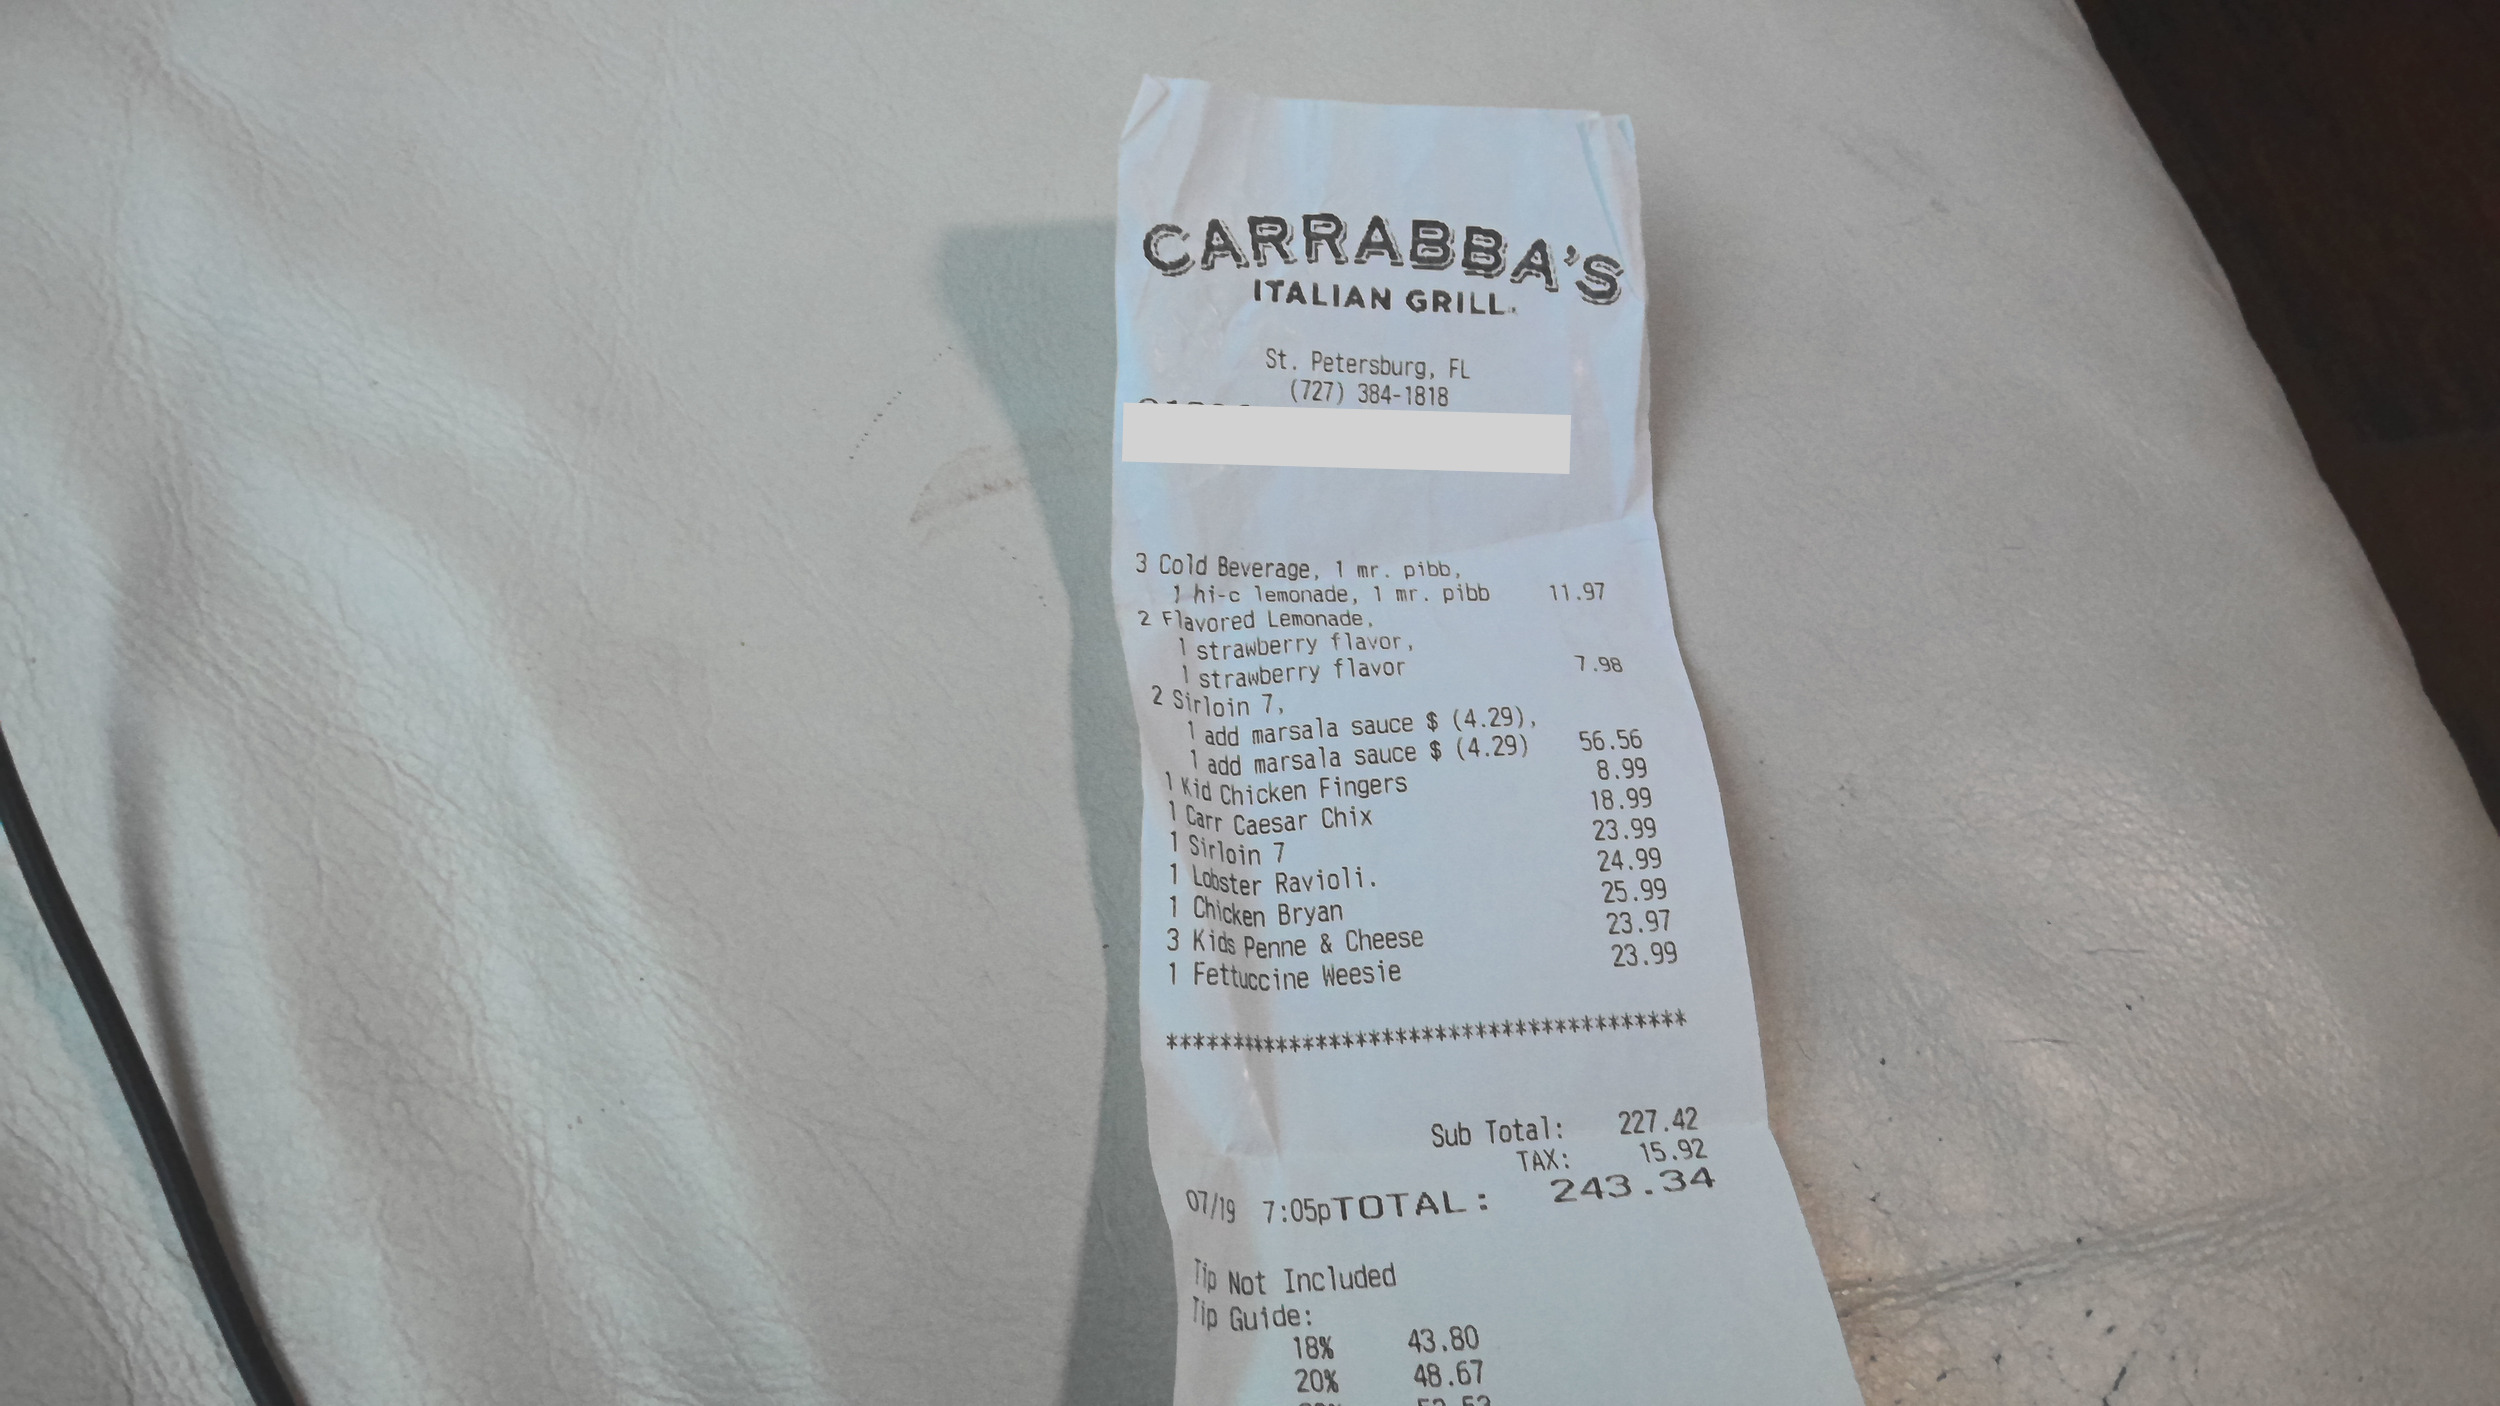 CARRABBA'S
ITALIAN GRILL
St. Petersburg, FL
(727) 384-1818
3 Cold Beverage, 1 mr. pibb,
1 hi-c lemonade, 1 mr. pibb 11.97
2 Flavored Lemonade,
1 strawberry flavor,
1 strawberry flavor 7.98
2 Sirloin 7,
1 add marsala sauce $ (4.29),
1 add marsala sauce $ (4.29) 56.56
1 Kid Chicken Fingers 8.99
1 Carr Caesar Chix 18.99
1 Sirloin 7 23.99
1 Lobster Ravioli. 24.99
1 Chicken Bryan 25.99
3 Kids Penne & Cheese 23.97
1 Fettuccine Weesie 23.99
***************************************
Sub Total: 227.42
TAX: 15.92
07/19 7:05pTOTAL: 243.34
Tip Not Included
Tip Guide:
18% 43.80
20% 48.67